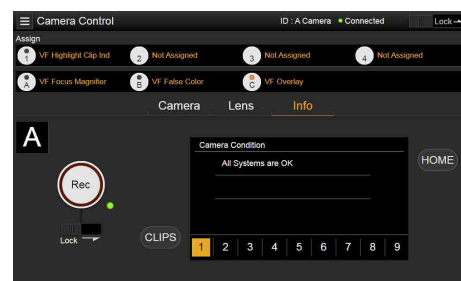 Camera Control
ID : A Camera Connected
Lock
Assign
1 VF Highlight Clip Ind
2 Not Assigned
3 Not Assigned
4 Not Assigned
A VF Focus Magnifier
B VF False Color
C VF Overlay
Camera Lens Info
A
Camera Condition
All Systems are OK
HOME
Rec
Lock
CLIPS
1 2 3 4 5 6 7 8 9